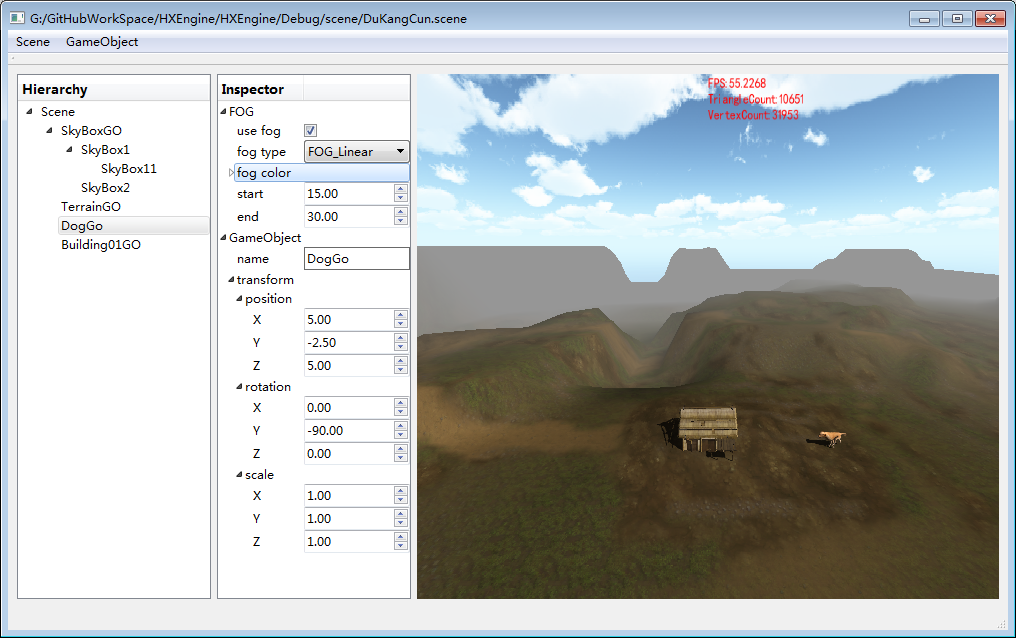 G:/GitHubWorkSpace/HXEngine/HXEngine/Debug/scene/DuKangCun.scene
Scene GameObject
Hierarchy
Scene
SkyBoxGO
SkyBox1
SkyBox11
SkyBox2
TerrainGO
DogGo
Building01GO
Inspector
FOG
use fog
fog type FOG_Linear
fog color
start 15.00
end 30.00
GameObject
name DogGo
transform
position
X 5.00
Y -2.50
Z 5.00
rotation
X 0.00
Y -90.00
Z 0.00
scale
X 1.00
Y 1.00
Z 1.00
FPS: 55.2268
TriangleCount: 10651
VertexCount: 31953